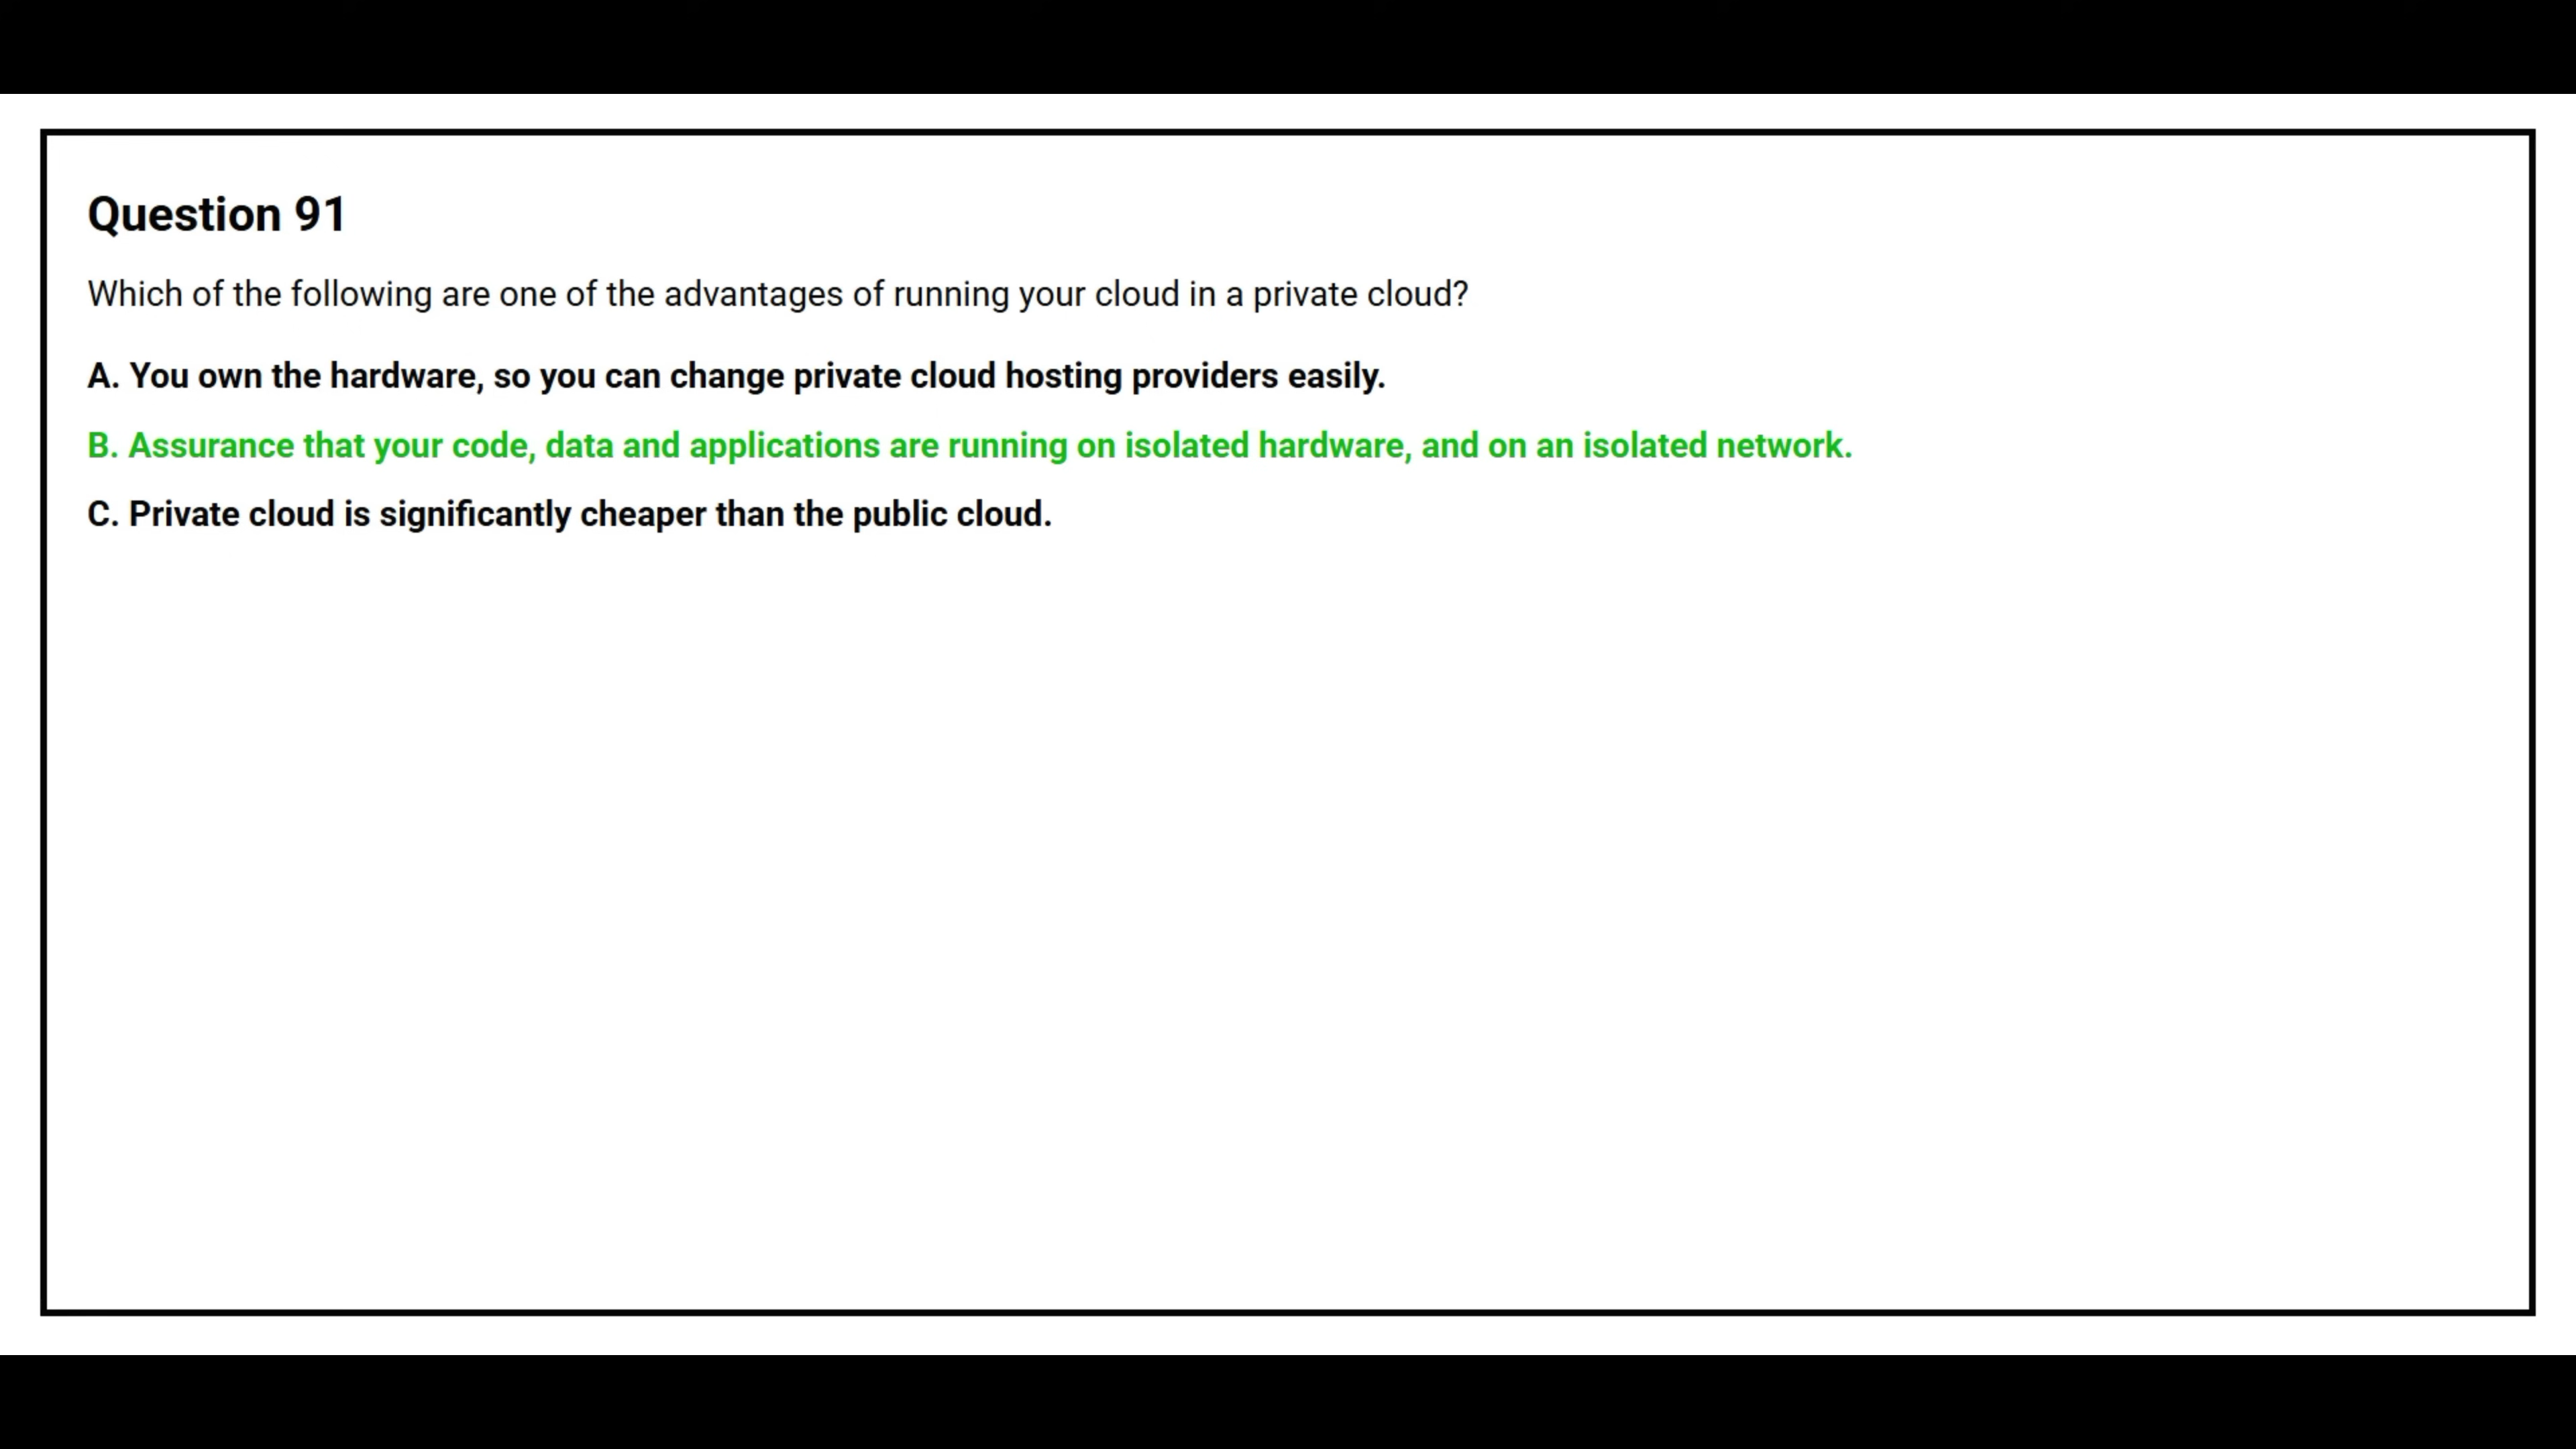 Question 91
Which of the following are one of the advantages of running your cloud in a private cloud?
A. You own the hardware, so you can change private cloud hosting providers easily.
B. Assurance that your code, data and applications are running on isolated hardware, and on an isolated network.
C. Private cloud is significantly cheaper than the public cloud.